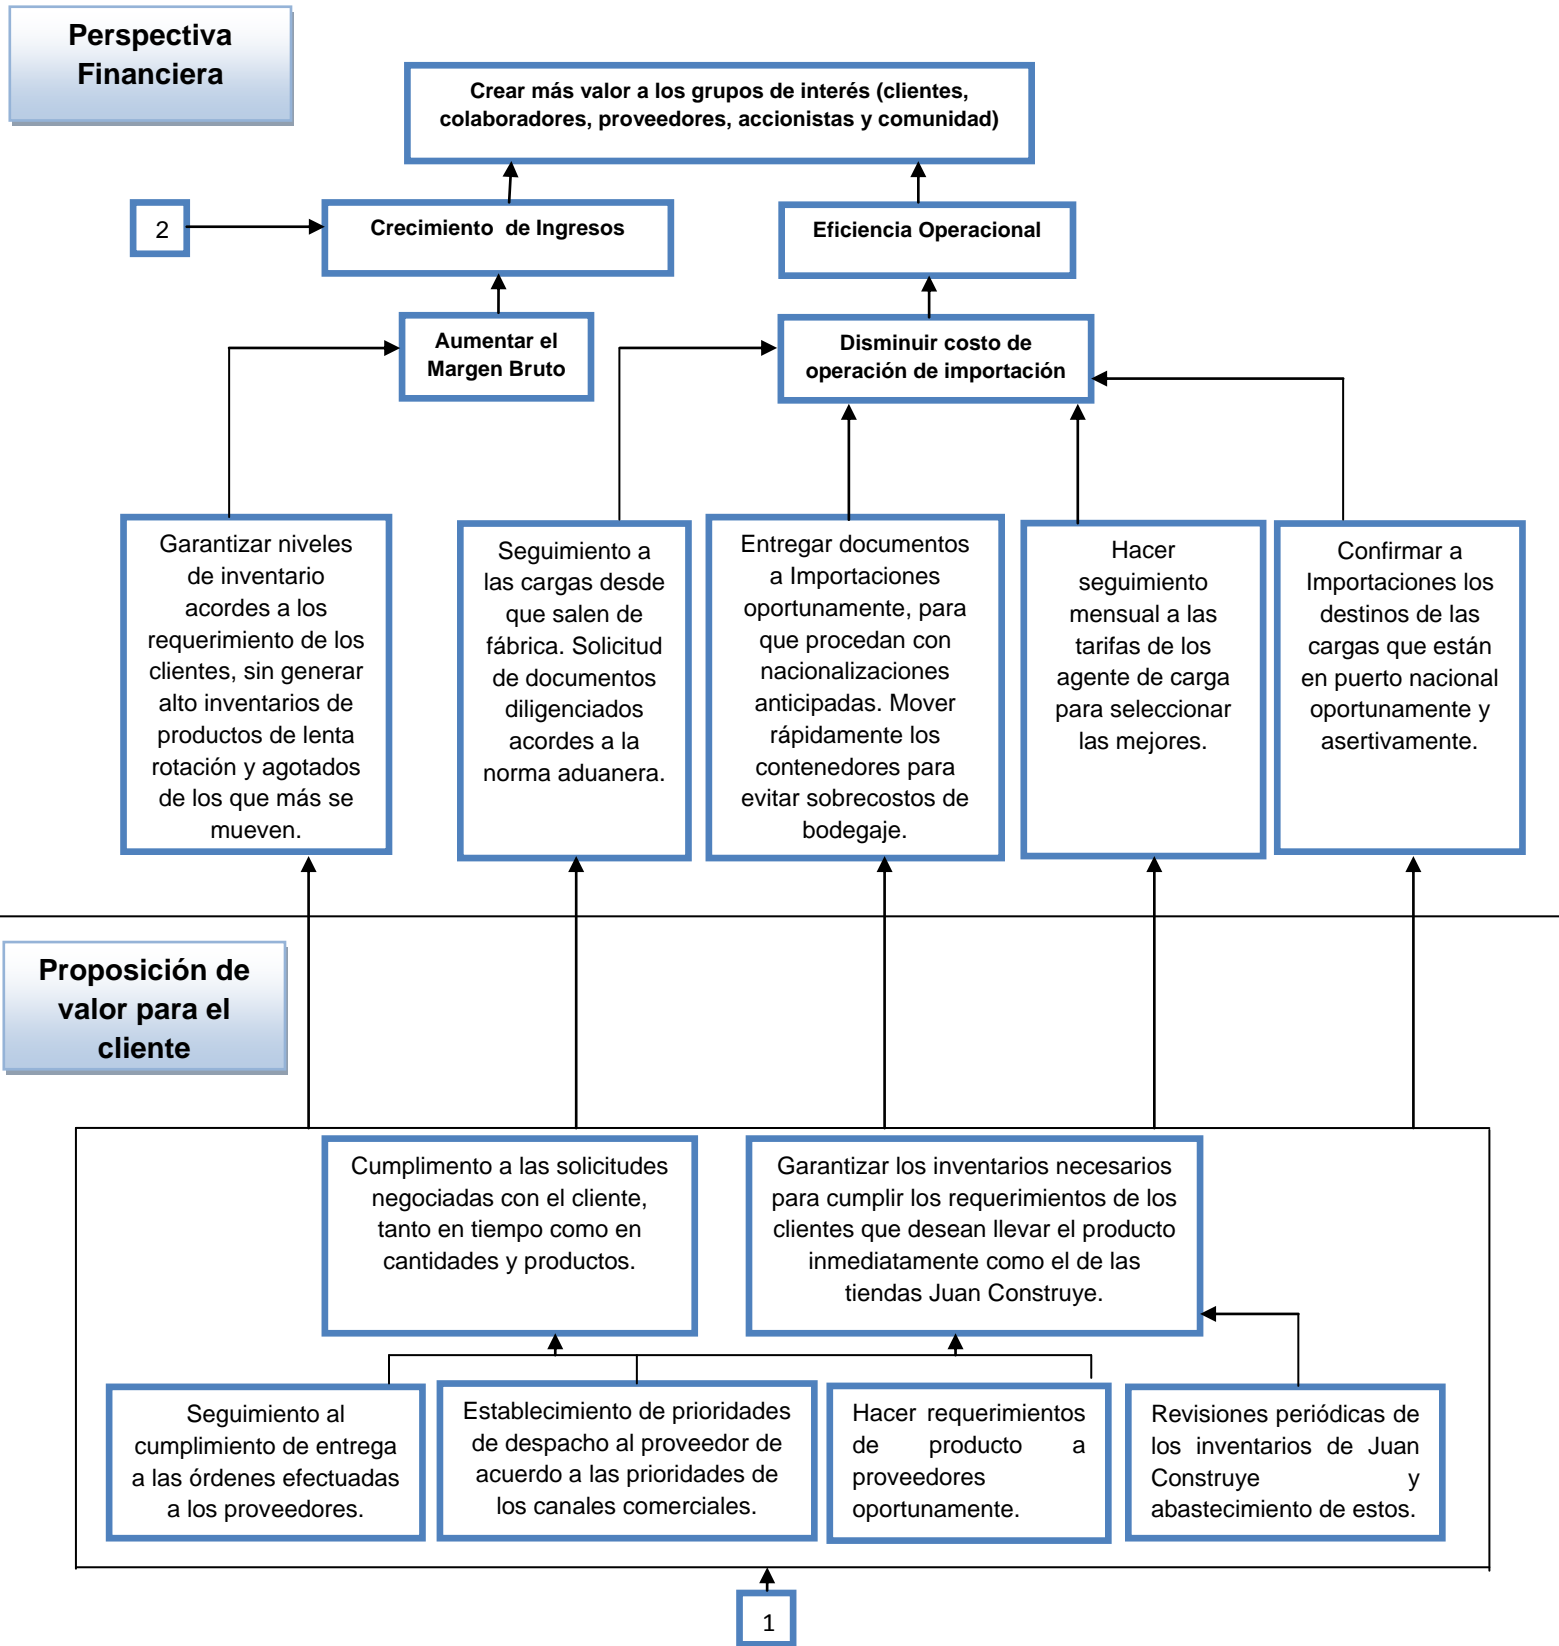 Perspectiva
Financiera
Crear más valor a los grupos de interés (clientes,
colaboradores, proveedores, accionistas y comunidad)
2
Crecimiento de Ingresos
Eficiencia Operacional
Aumentar el
Margen Bruto
Disminuir costo de
operación de importación
Garantizar niveles
de inventario
acordes a los
requerimiento de los
clientes, sin generar
alto inventarios de
productos de lenta
rotación y agotados
de los que más se
mueven.
Seguimiento a
las cargas desde
que salen de
fábrica. Solicitud
de documentos
diligenciados
acordes a la
norma aduanera.
Entregar documentos
a Importaciones
oportunamente, para
que procedan con
nacionalizaciones
anticipadas. Mover
rápidamente los
contenedores para
evitar sobrecostos de
bodegaje.
Hacer
seguimiento
mensual a las
tarifas de los
agente de carga
para seleccionar
las mejores.
Confirmar a
Importaciones los
destinos de las
cargas que están
en puerto nacional
oportunamente y
asertivamente.
Proposición de
valor para el
cliente
Cumplimento a las solicitudes
negociadas con el cliente,
tanto en tiempo como en
cantidades y productos.
Garantizar los inventarios necesarios
para cumplir los requerimientos de los
clientes que desean llevar el producto
inmediatamente como el de las
tiendas Juan Construye.
Seguimiento al
cumplimiento de entrega
a las órdenes efectuadas
a los proveedores.
Establecimiento de prioridades
de despacho al proveedor de
acuerdo a las prioridades de
los canales comerciales.
Hacer requerimientos
de producto a
proveedores
oportunamente.
Revisiones periódicas de
los inventarios de Juan
Construye y
abastecimiento de estos.
1